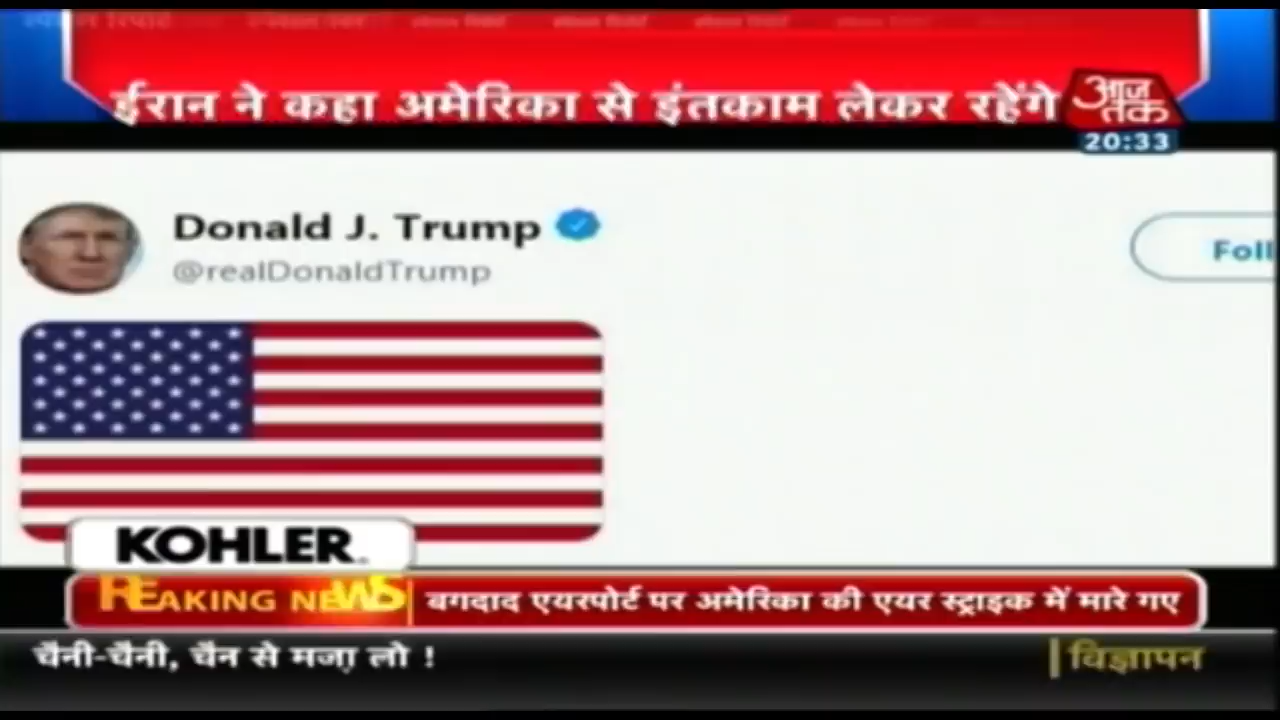 ईरान ने कहा अमेरिका से इंतकाम लेकर रहेंगे
आज तक
20:33
Donald J. Trump
@realDonaldTrump
Foll
KOHLER
REAKING NEWS
बगदाद एयरपोर्ट पर अमेरिका की एयर स्ट्राइक में मारे गए
चैनी-चैनी, चैन से मजा़ लो !
विज्ञापन